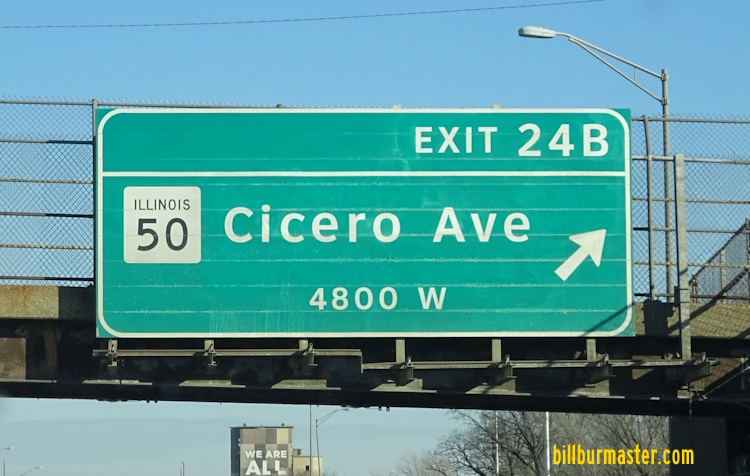 EXIT 24B
ILLINOIS
50
Cicero Ave
4800 W
WE ARE
ALL
billburmaster.com